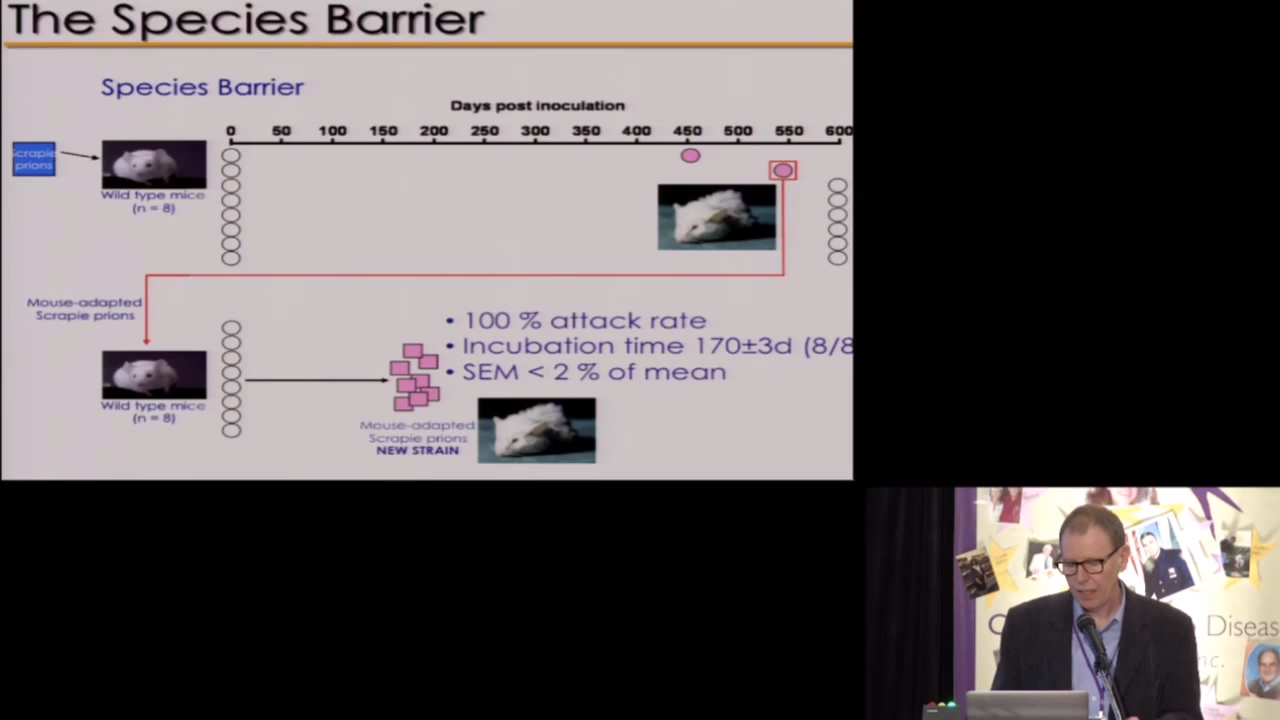 The Species Barrier
Species Barrier
Days post inoculation
0 50 100 150 200 250 300 350 400 450 500 550 600
Scrapie
prions
Wild type mice
(n = 8)
Mouse-adapted
Scrapie prions
• 100 % attack rate
• Incubation time 170±3d (8/8
• SEM < 2 % of mean
Wild type mice
(n = 8)
Mouse-adapted
Scrapie prions
NEW STRAIN
Diseas
nc.